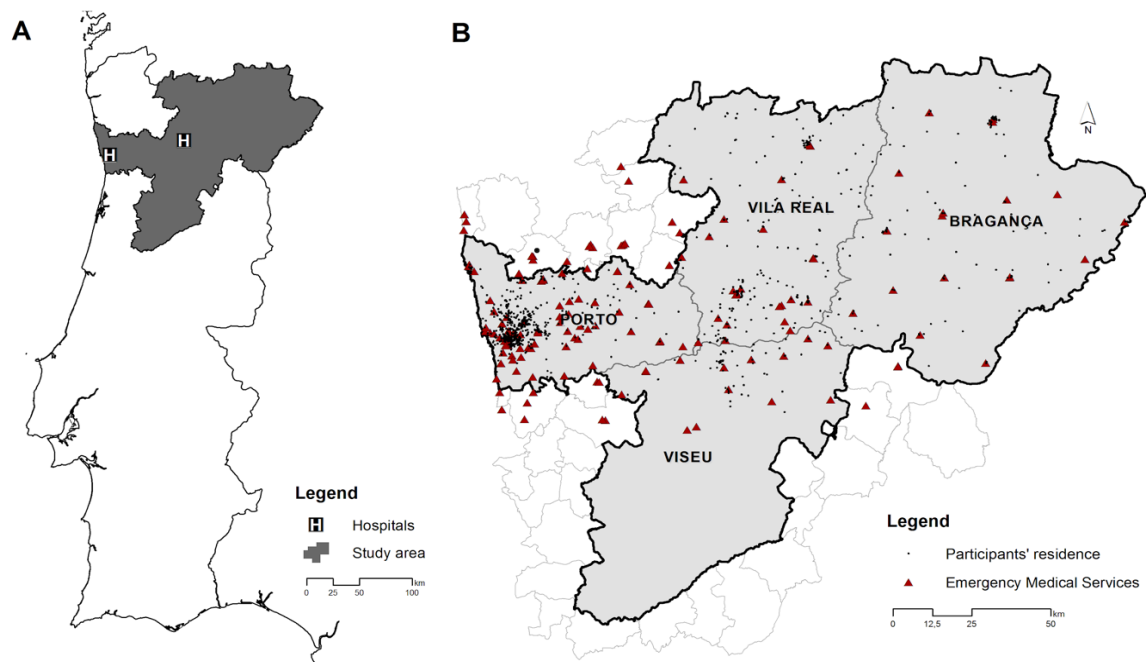 A
H
H
Legend
H Hospitals
Study area
0 25 50 100 km
B
N
VILA REAL
BRAGANÇA
PORTO
VISEU
Legend
Participants' residence
Emergency Medical Services
0 12,5 25 50 km